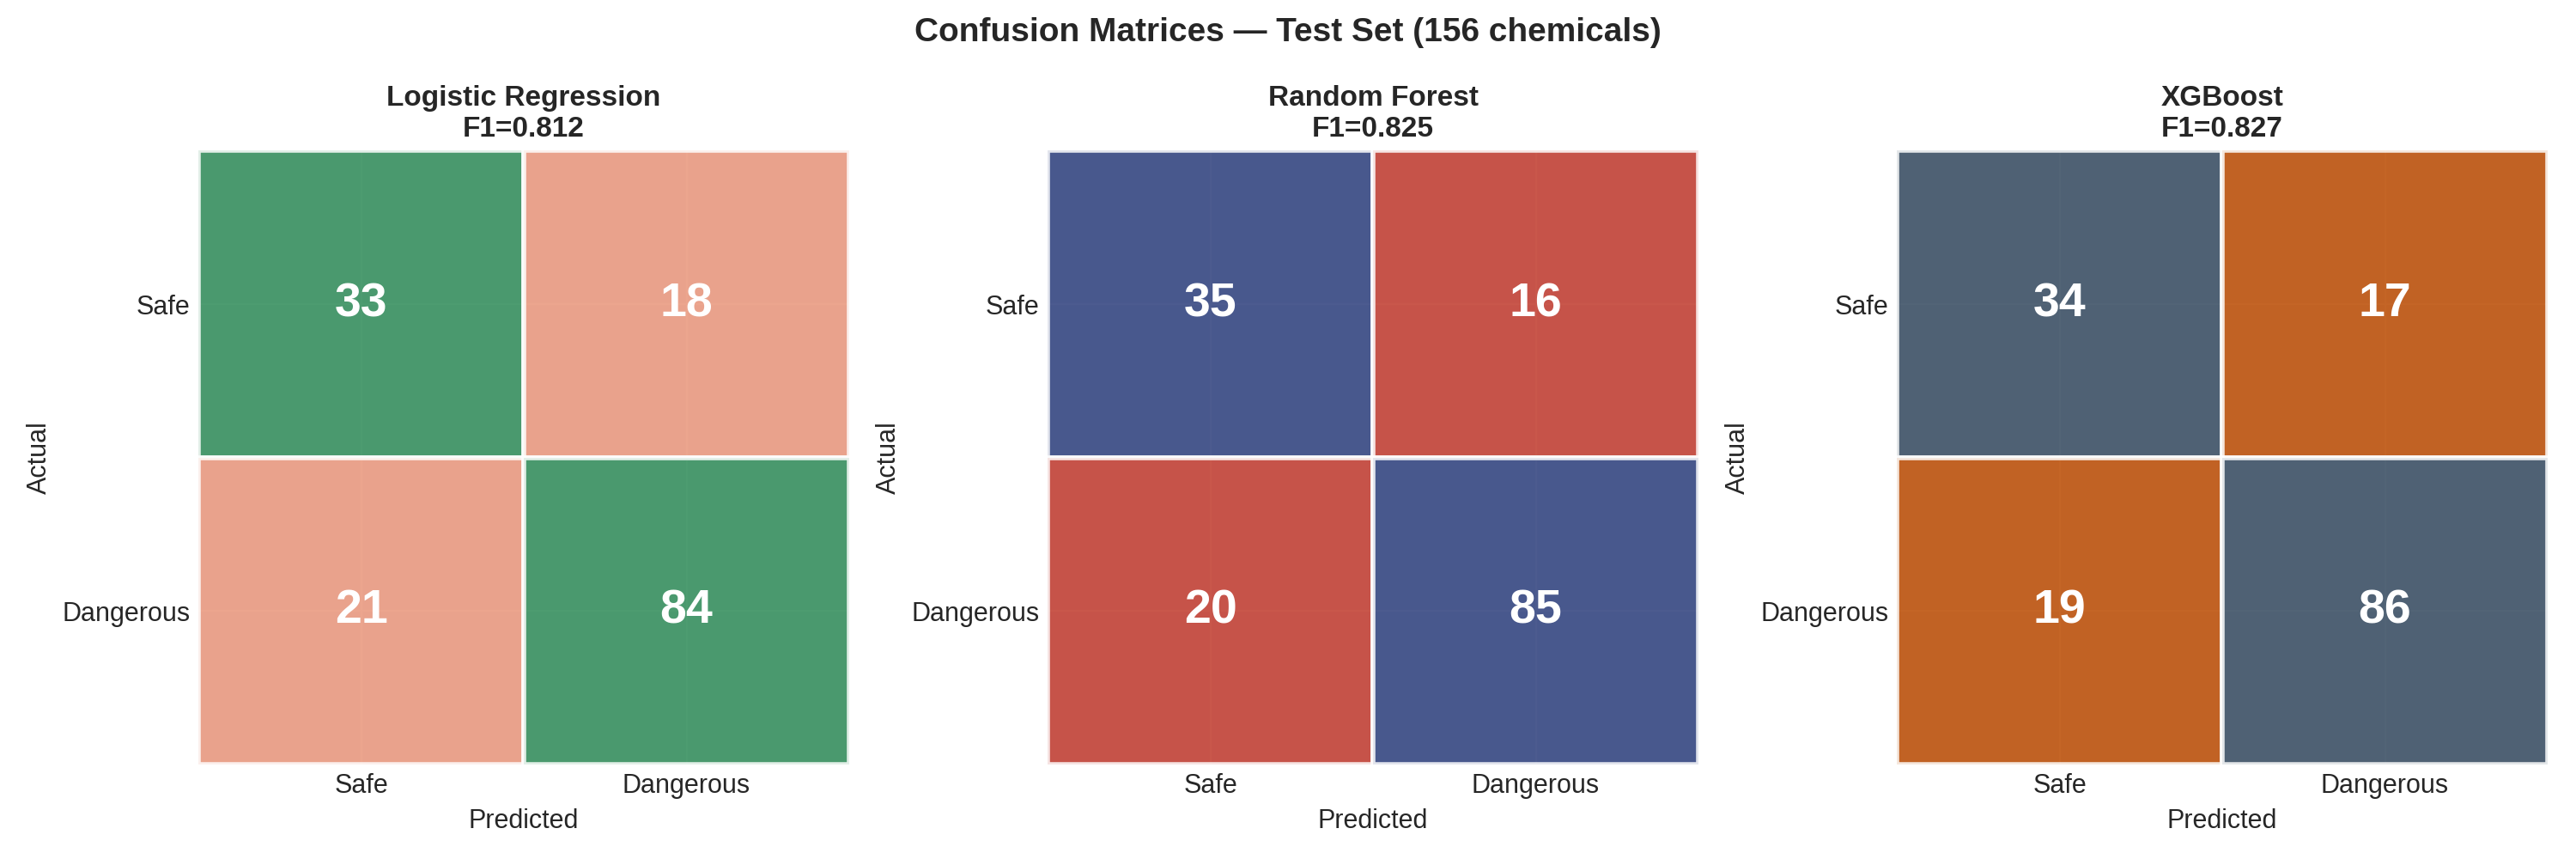 Confusion Matrices — Test Set (156 chemicals)
Logistic Regression
F1=0.812
Actual
Safe
33
18
Dangerous
21
84
Safe
Dangerous
Predicted
Random Forest
F1=0.825
Actual
Safe
35
16
Dangerous
20
85
Safe
Dangerous
Predicted
XGBoost
F1=0.827
Actual
Safe
34
17
Dangerous
19
86
Safe
Dangerous
Predicted